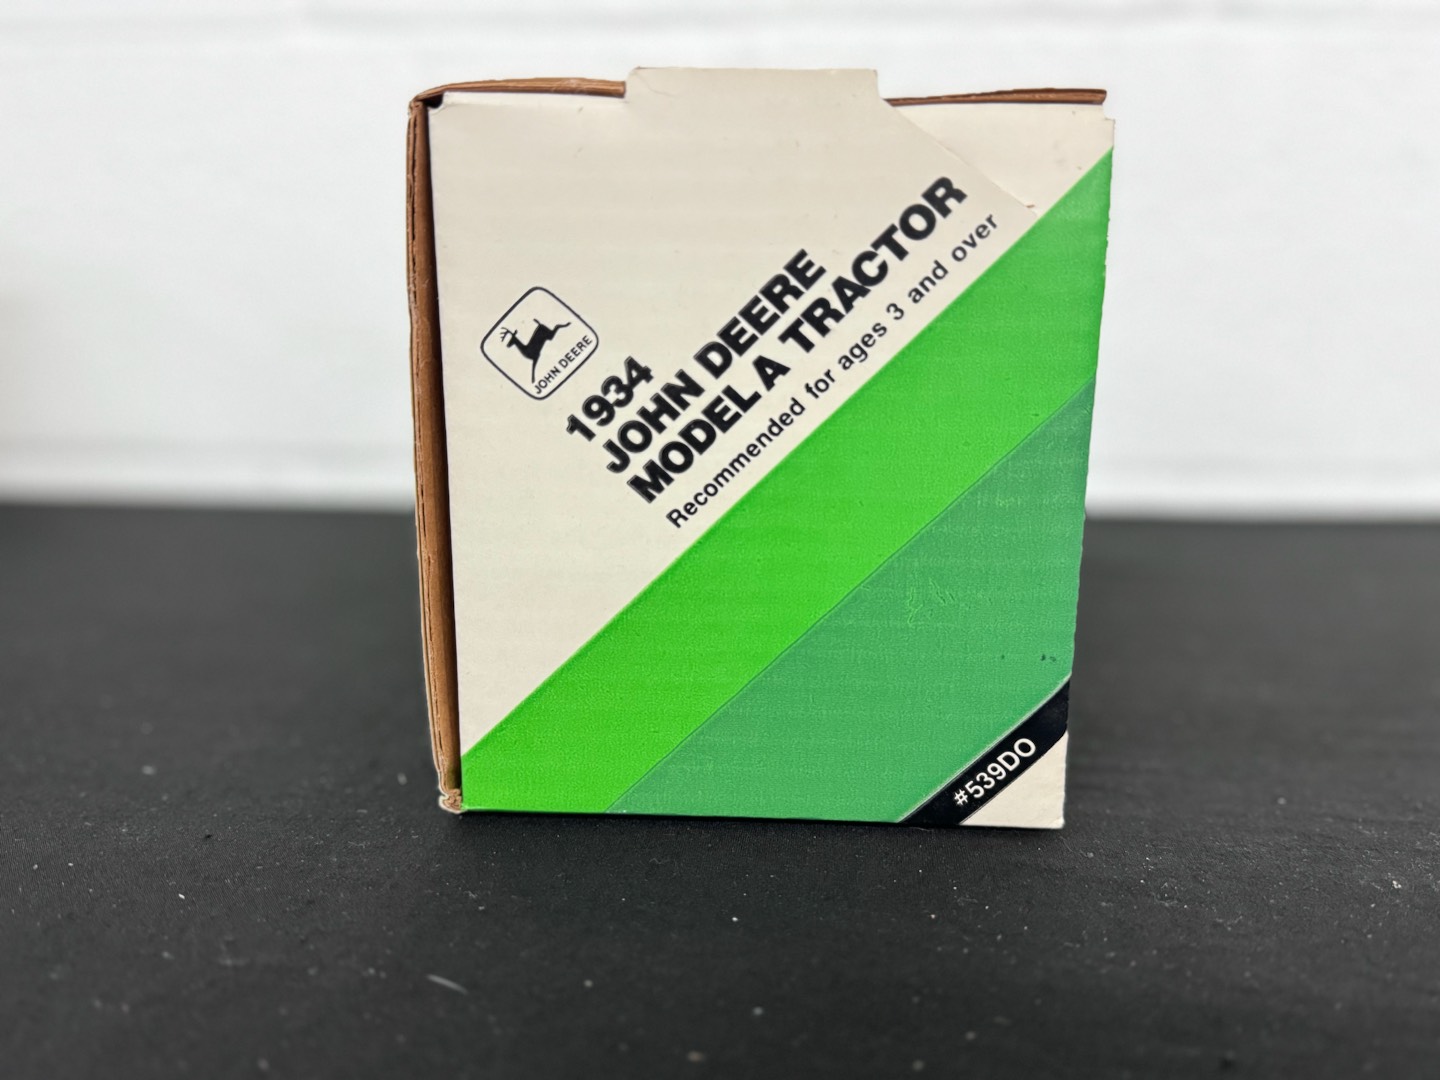 JOHN DEERE
1934
JOHN DEERE
MODEL A TRACTOR
Recommended for ages 3 and over
#539DO